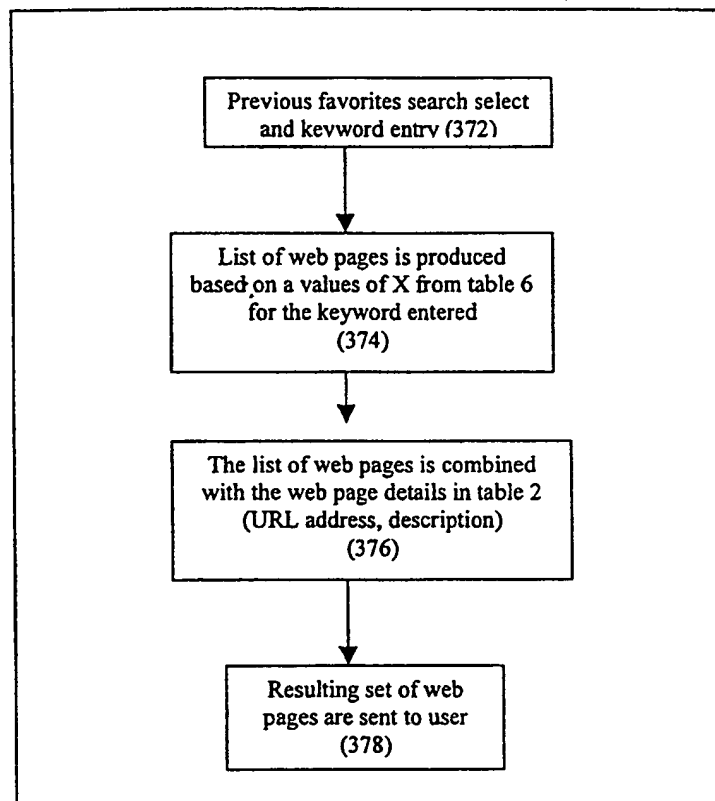 Previous favorites search select
and keyword entry (372)
List of web pages is produced
based on a values of X from table 6
for the keyword entered
(374)
The list of web pages is combined
with the web page details in table 2
(URL address, description)
(376)
Resulting set of web
pages are sent to user
(378)